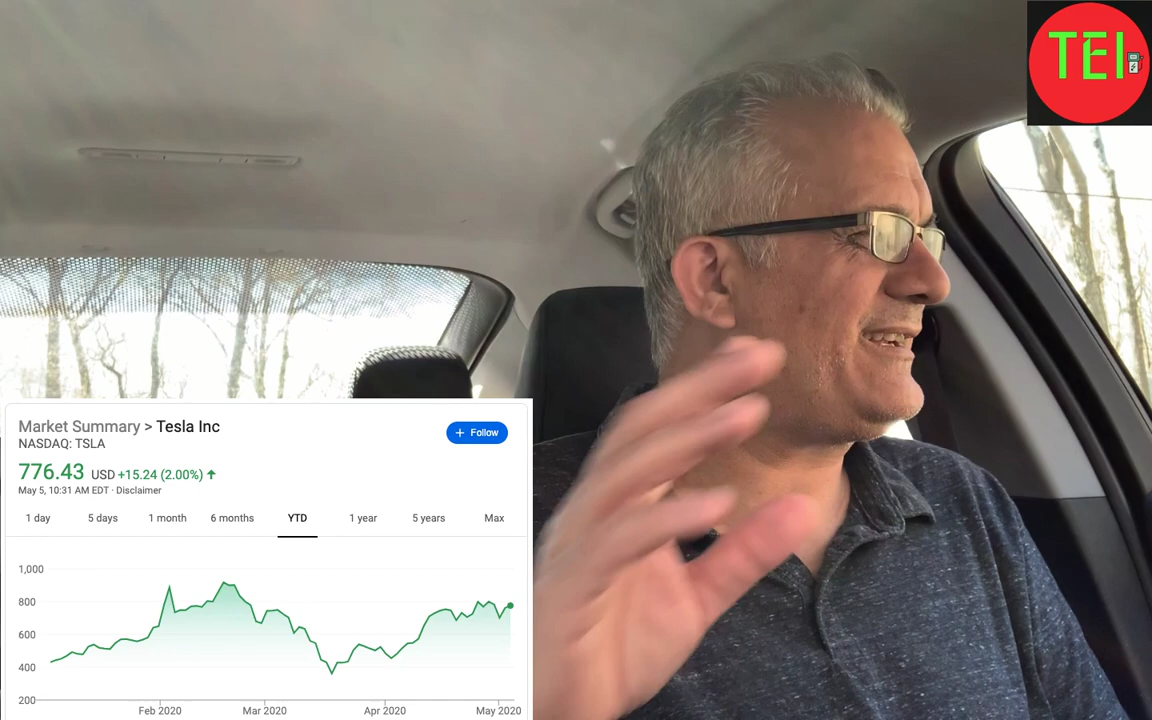 TEI
Market Summary > Tesla Inc
NASDAQ: TSLA
+ Follow
776.43 USD +15.24 (2.00%) ↑
May 5, 10:31 AM EDT · Disclaimer
1 day 5 days 1 month 6 months YTD 1 year 5 years Max
1,000
800
600
400
200
Feb 2020 Mar 2020 Apr 2020 May 2020